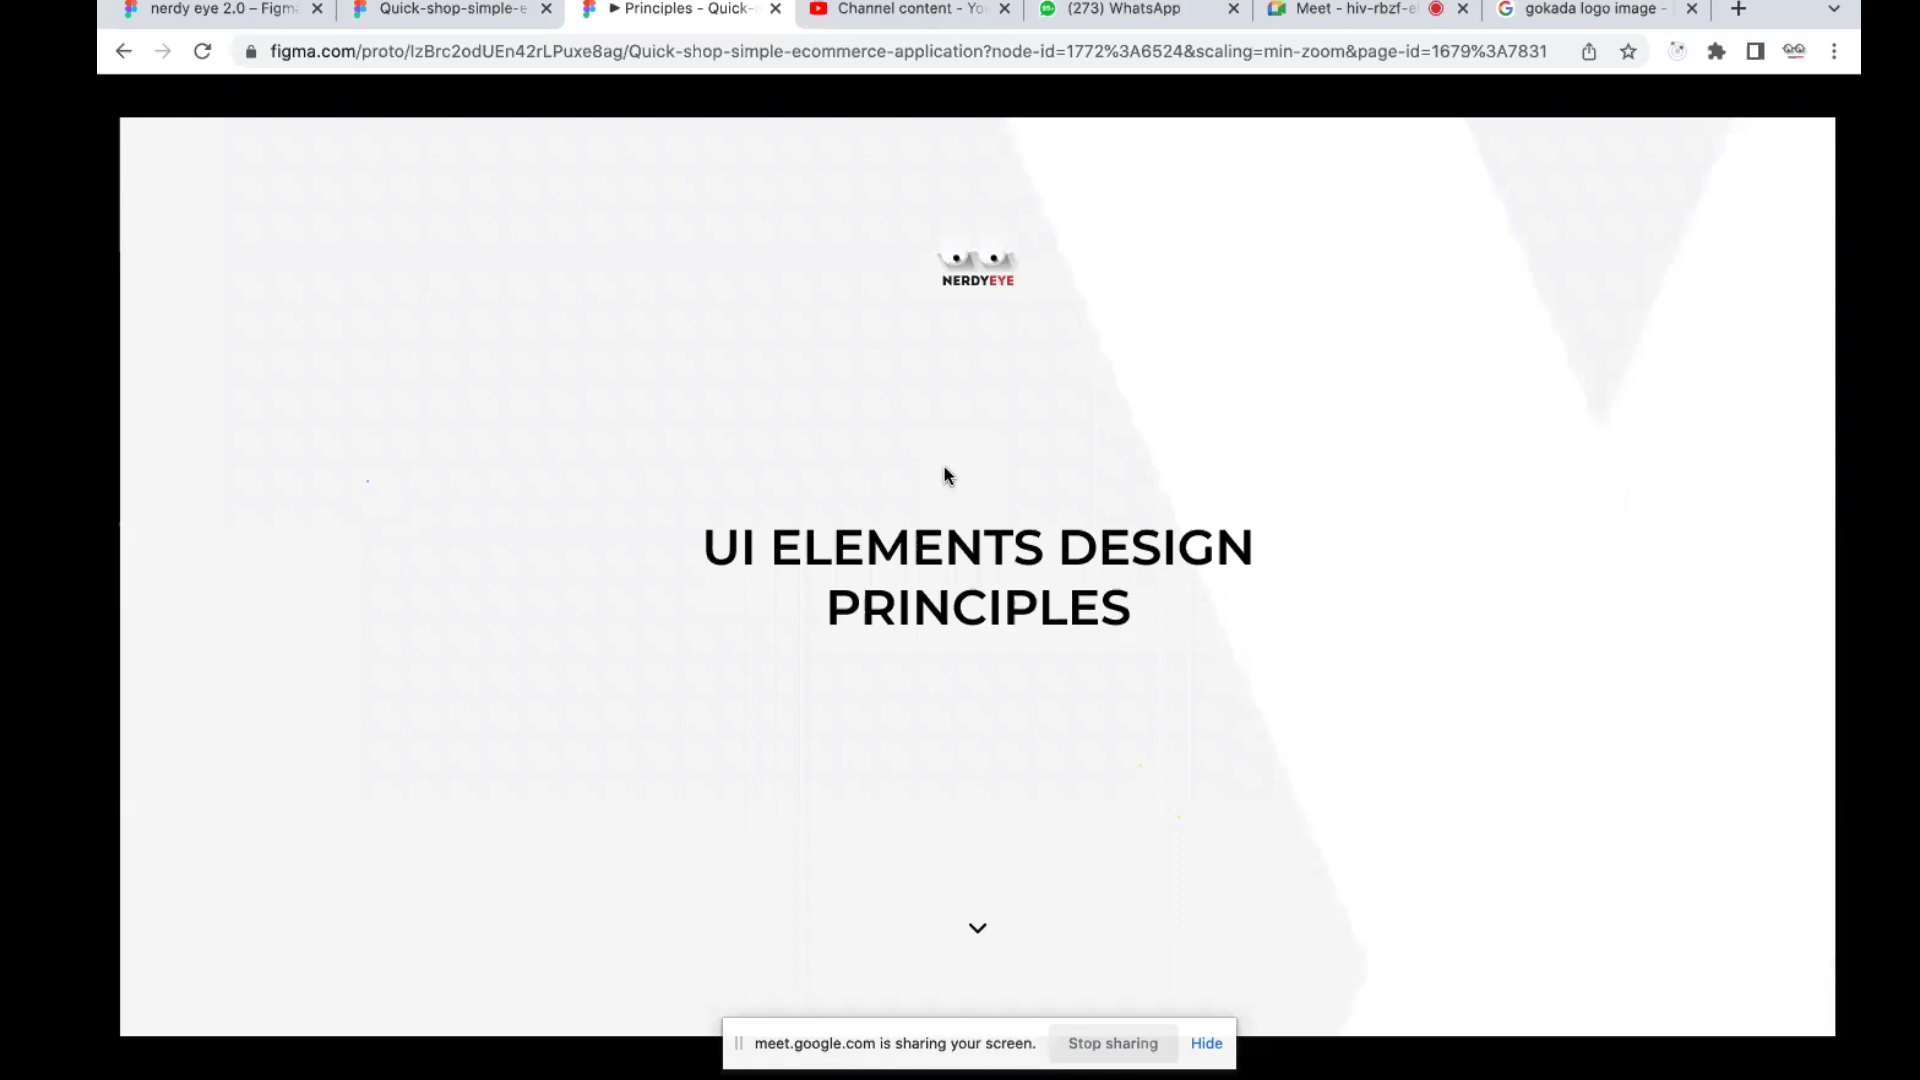 nerdy eye 2.0 – Figma
Quick-shop-simple-e
Principles - Quick-
Channel content - Yo
(273) WhatsApp
Meet - hiv-rbzf-e
gokada logo image -
figma.com/proto/IzBrc2odUEn42rLPuxe8ag/Quick-shop-simple-ecommerce-application?node-id=1772%3A6524&scaling=min-zoom&page-id=1679%3A7831
NERDYEYE
UI ELEMENTS DESIGN
PRINCIPLES
meet.google.com is sharing your screen.
Stop sharing
Hide